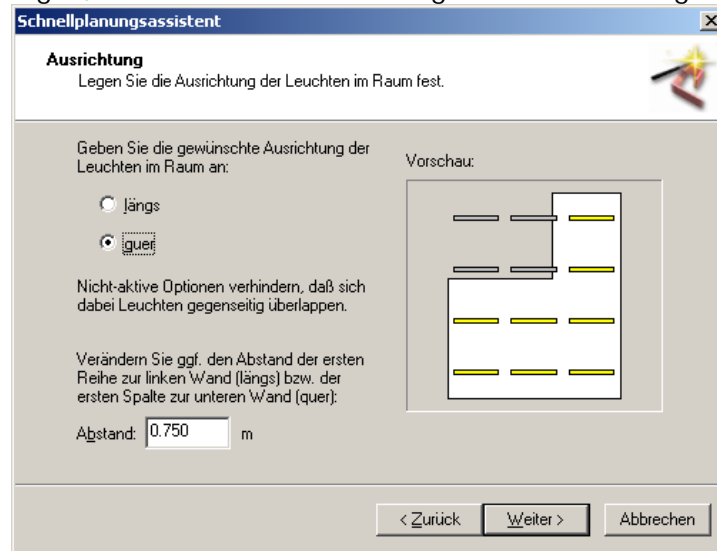 Schnellplanungsassistent
Ausrichtung
Legen Sie die Ausrichtung der Leuchten im Raum fest.
Geben Sie die gewünschte Ausrichtung der
Leuchten im Raum an:
Vorschau:
längs
quer
Nicht-aktive Optionen verhindern, daß sich
dabei Leuchten gegenseitig überlappen.
Verändern Sie ggf. den Abstand der ersten
Reihe zur linken Wand (längs) bzw. der
ersten Spalte zur unteren Wand (quer):
Abstand: 0.750 m
< Zurück Weiter > Abbrechen